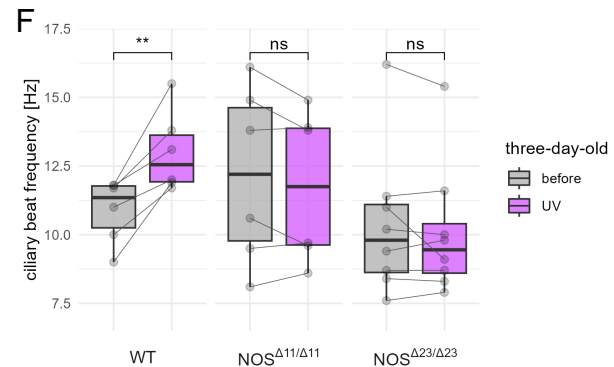 F
17.5
15.0
12.5
10.0
7.5
ciliary beat frequency [Hz]
**
ns
ns
WT
NOS^Δ11/Δ11
NOS^Δ23/Δ23
three-day-old
before
UV